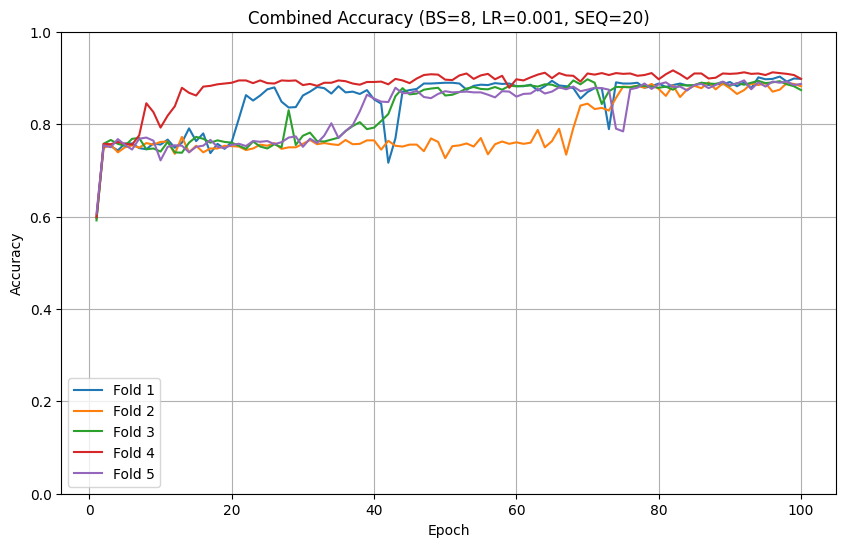 Combined Accuracy (BS=8, LR=0.001, SEQ=20)
1.0
0.8
0.6
0.4
0.2
0.0
Accuracy
Fold 1
Fold 2
Fold 3
Fold 4
Fold 5
0 20 40 60 80 100
Epoch